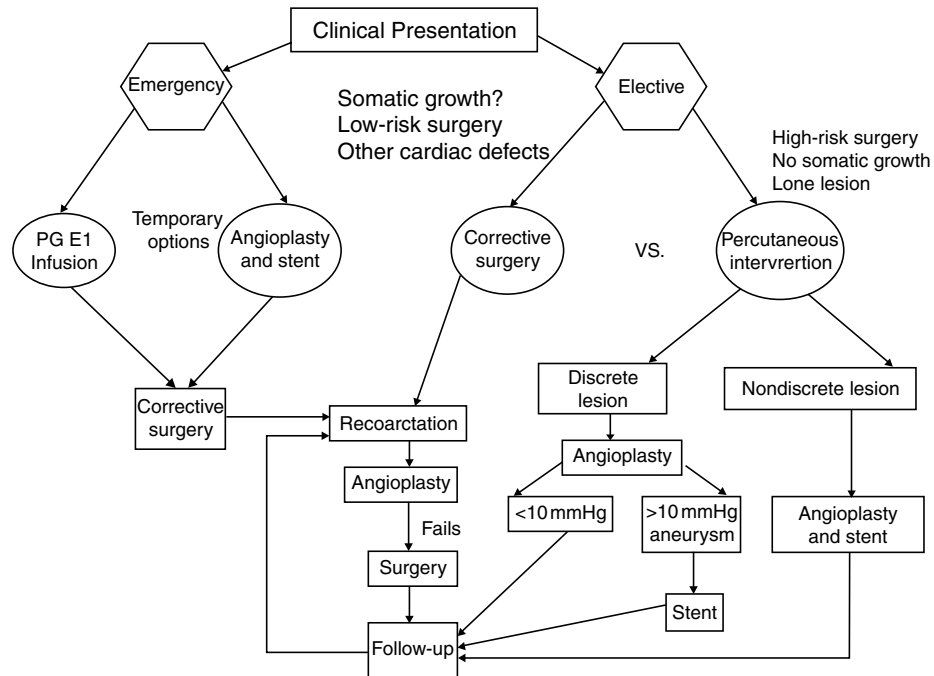 Clinical Presentation
Emergency
Elective
Somatic growth?
Low-risk surgery
Other cardiac defects
High-risk surgery
No somatic growth
Lone lesion
PG E1
Infusion
Temporary
options
Angioplasty
and stent
Corrective
surgery
VS.
Percutaneous
intervrertion
Discrete
lesion
Nondiscrete lesion
Corrective
surgery
Recoarctation
Angioplasty
Angioplasty
<10 mmHg
>10 mmHg
aneurysm
Angioplasty
and stent
Fails
Surgery
Stent
Follow-up